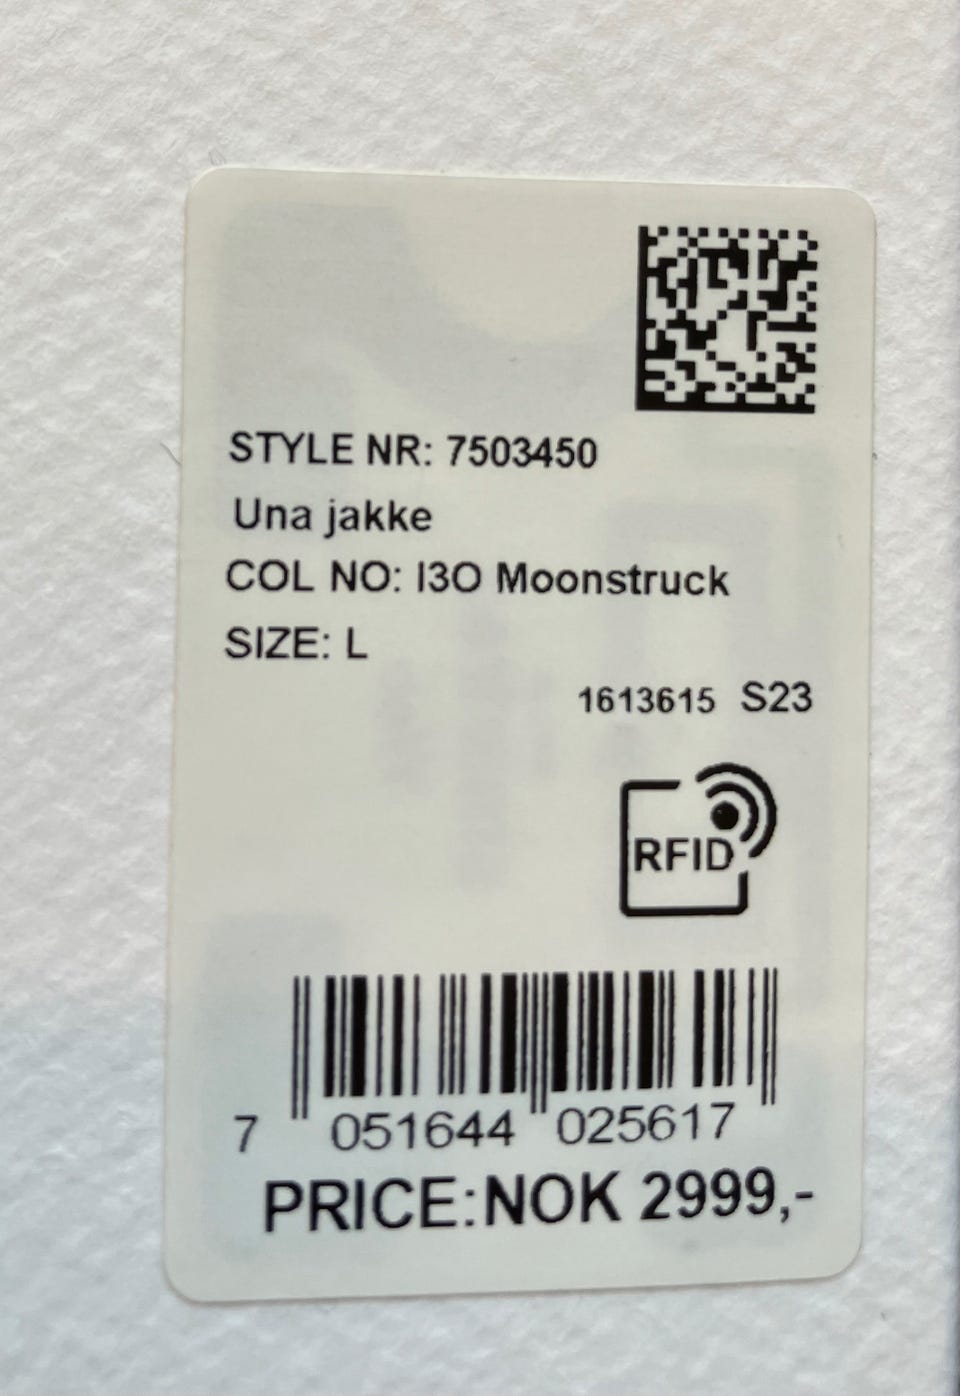 STYLE NR: 7503450
Una jakke
COL NO: I3O Moonstruck
SIZE: L
1613615 S23
RFID
7 051644 025617
PRICE:NOK 2999,-